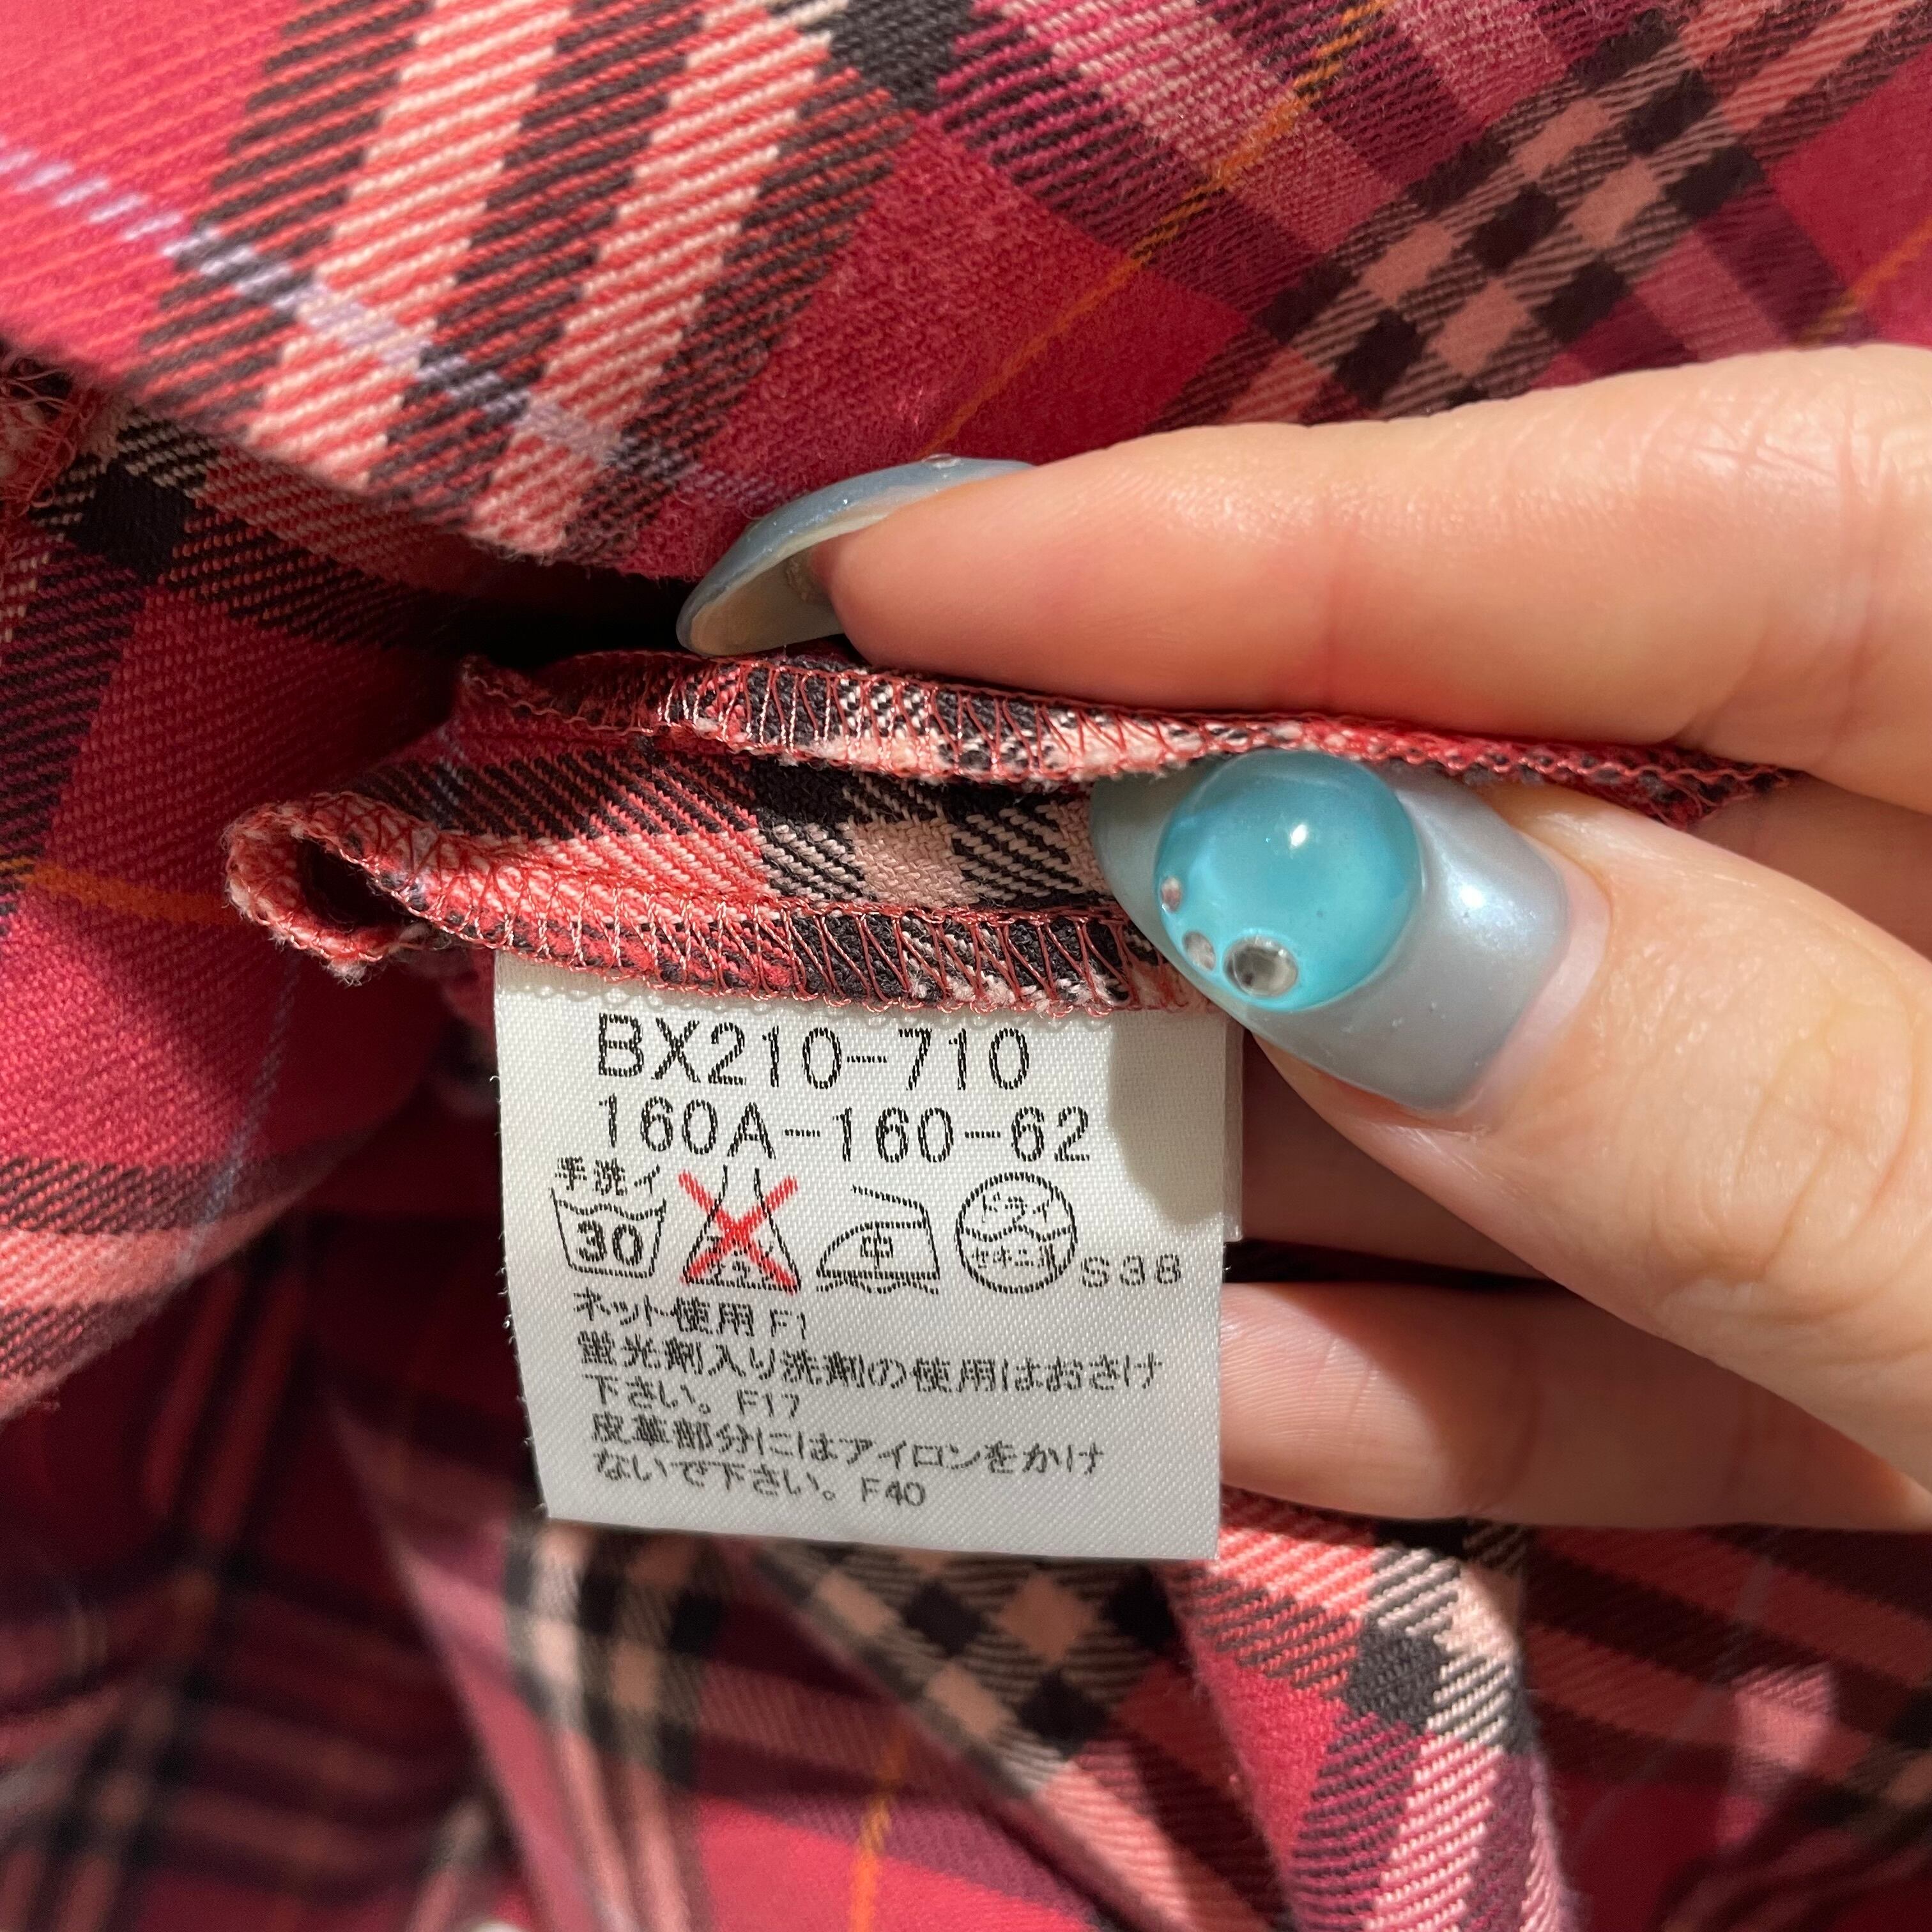 BX210-710
160A-160-62
手洗イ
30
中
ドライ
セキユ系
S38
ネット使用 F1
蛍光剤入り洗剤の使用はおさけ
下さい。F17
皮革部分にはアイロンをかけ
ないで下さい。F40